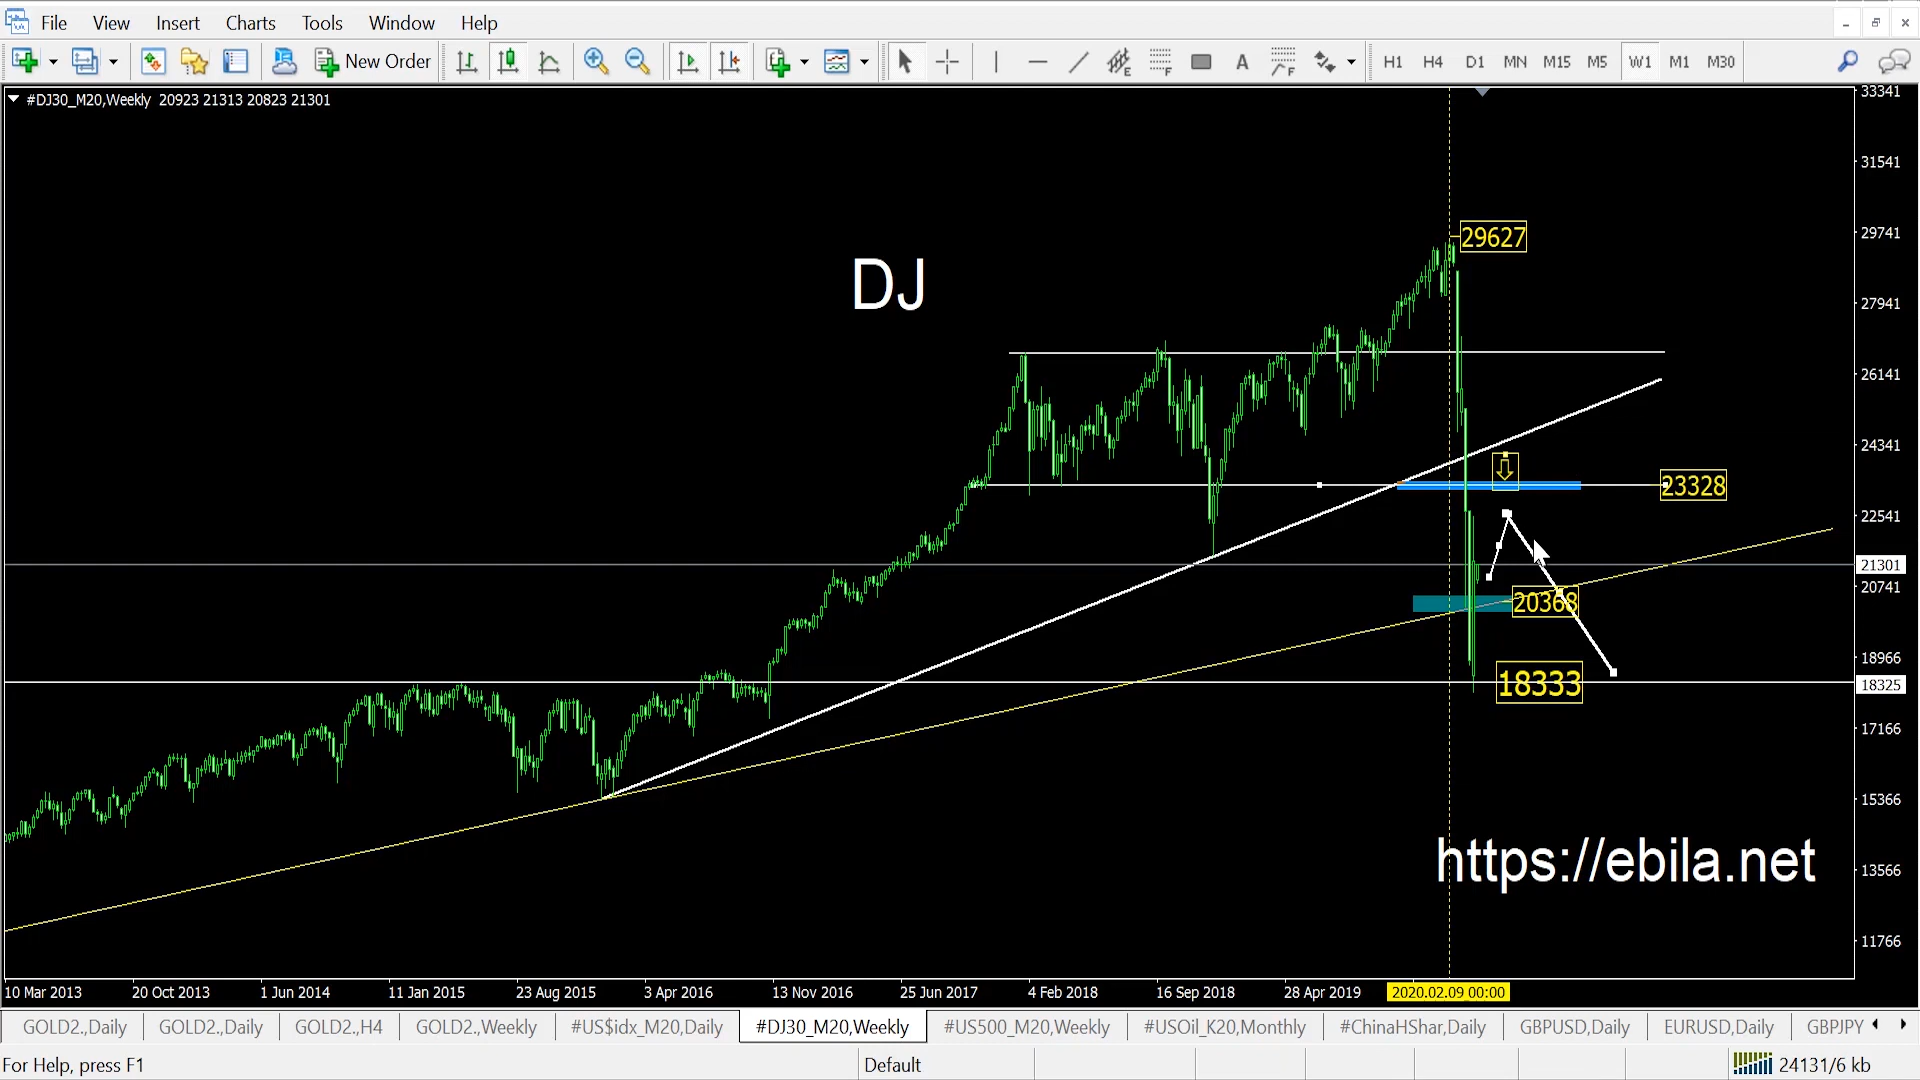 File View Insert Charts Tools Window Help
New Order H1 H4 D1 MN M15 M5 W1 M1 M30
#DJ30_M20,Weekly 20923 21313 20823 21301
33341
31541
29741
27941
26141
24341
22541
21301
20741
18966
18325
17166
15366
13566
11766
29627
DJ
23328
20368
18333
https://ebila.net
10 Mar 2013 20 Oct 2013 1 Jun 2014 11 Jan 2015 23 Aug 2015 3 Apr 2016 13 Nov 2016 25 Jun 2017 4 Feb 2018 16 Sep 2018 28 Apr 2019 2020.02.09 00:00
GOLD2.,Daily GOLD2.,Daily GOLD2.,H4 GOLD2.,Weekly #US$idx_M20,Daily #DJ30_M20,Weekly #US500_M20,Weekly #USOil_K20,Monthly #ChinaHShar,Daily GBPUSD,Daily EURUSD,Daily GBPJPY
For Help, press F1 Default 24131/6 kb